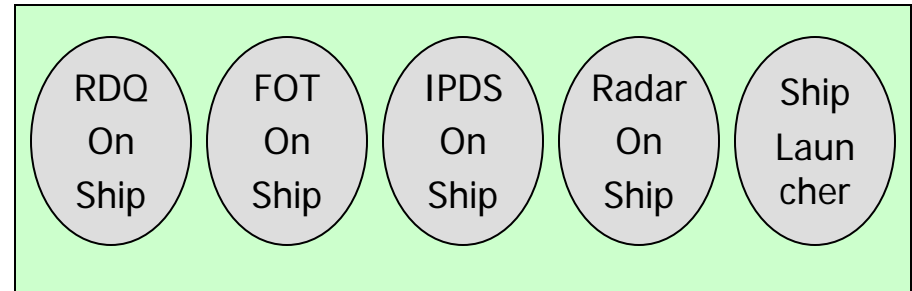 RDQ
On
Ship
FOT
On
Ship
IPDS
On
Ship
Radar
On
Ship
Ship
Laun
cher